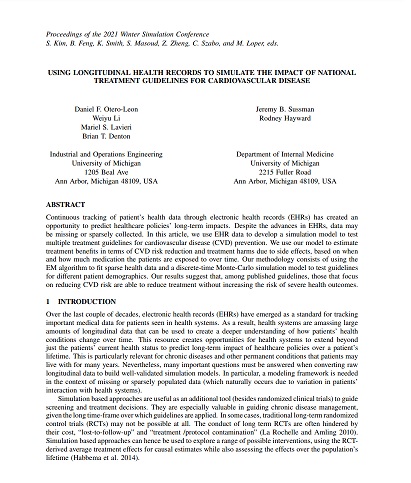 Proceedings of the 2021 Winter Simulation Conference
S. Kim, B. Feng, K. Smith, S. Masoud, Z. Zheng, C. Szabo, and M. Loper, eds.
USING LONGITUDINAL HEALTH RECORDS TO SIMULATE THE IMPACT OF NATIONAL
TREATMENT GUIDELINES FOR CARDIOVASCULAR DISEASE
Daniel F. Otero-Leon
Weiyu Li
Mariel S. Lavieri
Brian T. Denton
Jeremy B. Sussman
Rodney Hayward
Industrial and Operations Engineering
University of Michigan
1205 Beal Ave
Ann Arbor, Michigan 48109, USA
Department of Internal Medicine
University of Michigan
2215 Fuller Road
Ann Arbor, Michigan 48109, USA
ABSTRACT
Continuous tracking of patient's health data through electronic health records (EHRs) has created an
opportunity to predict healthcare policies' long-term impacts. Despite the advances in EHRs, data may
be missing or sparsely collected. In this article, we use EHR data to develop a simulation model to test
multiple treatment guidelines for cardiovascular disease (CVD) prevention. We use our model to estimate
treatment benefits in terms of CVD risk reduction and treatment harms due to side effects, based on when
and how much medication the patients are exposed to over time. Our methodology consists of using the
EM algorithm to fit sparse health data and a discrete-time Monte-Carlo simulation model to test guidelines
for different patient demographics. Our results suggest that, among published guidelines, those that focus
on reducing CVD risk are able to reduce treatment without increasing the risk of severe health outcomes.
1 INTRODUCTION
Over the last couple of decades, electronic health records (EHRs) have emerged as a standard for tracking
important medical data for patients seen in health systems. As a result, health systems are amassing large
amounts of longitudinal data that can be used to create a deeper understanding of how patients' health
conditions change over time. This resource creates opportunities for health systems to extend beyond
just the patients' current health status to predict long-term impact of healthcare policies over a patient's
lifetime. This is particularly relevant for chronic diseases and other permanent conditions that patients may
live with for many years. Nevertheless, many important questions must be answered when converting raw
longitudinal data to build well-validated simulation models. In particular, a modeling framework is needed
in the context of missing or sparsely populated data (which naturally occurs due to variation in patients'
interaction with health systems).
Simulation based approaches are useful as an additional tool (besides randomized clinical trials) to guide
screening and treatment decisions. They are especially valuable in guiding chronic disease management,
given the long time-frame over which guidelines are applied. In some cases, traditional long-term randomized
control trials (RCTs) may not be possible at all. The conduct of long term RCTs are often hindered by
their cost, "lost-to-follow-up" and "treatment /protocol contamination" (La Rochelle and Amling 2010).
Simulation based approaches can hence be used to explore a range of possible interventions, using the RCT-
derived average treatment effects for causal estimates while also assessing the effects over the population's
lifetime (Habbema et al. 2014).